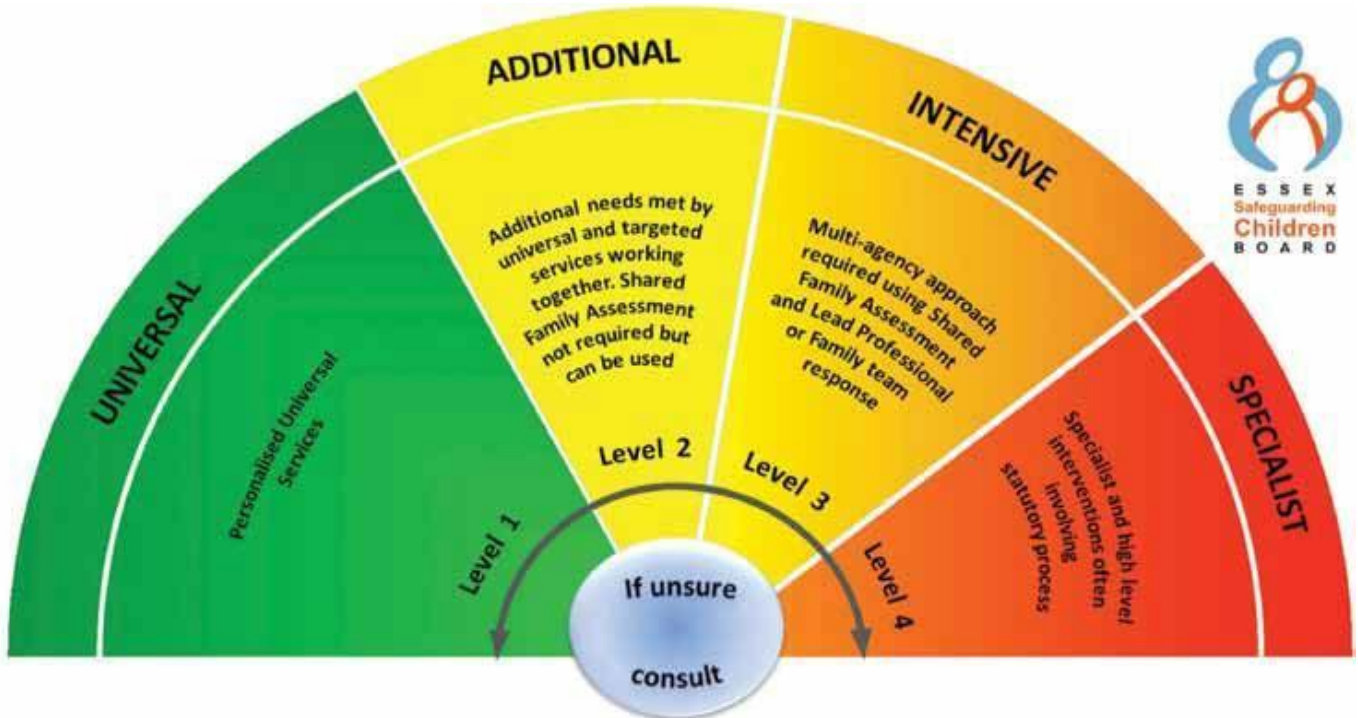 UNIVERSAL
Personalised Universal
Services
Level 1
ADDITIONAL
Additional needs met by
universal and targeted
services working
together. Shared
Family Assessment
not required but
can be used
Level 2
INTENSIVE
Multi-agency approach
required using Shared
Family Assessment
and Lead Professional
or Family team
response
Level 3
SPECIALIST
Specialist and high level
interventions often
involving
statutory process
Level 4
If unsure
consult
ESSEX
Safeguarding
Children
BOARD